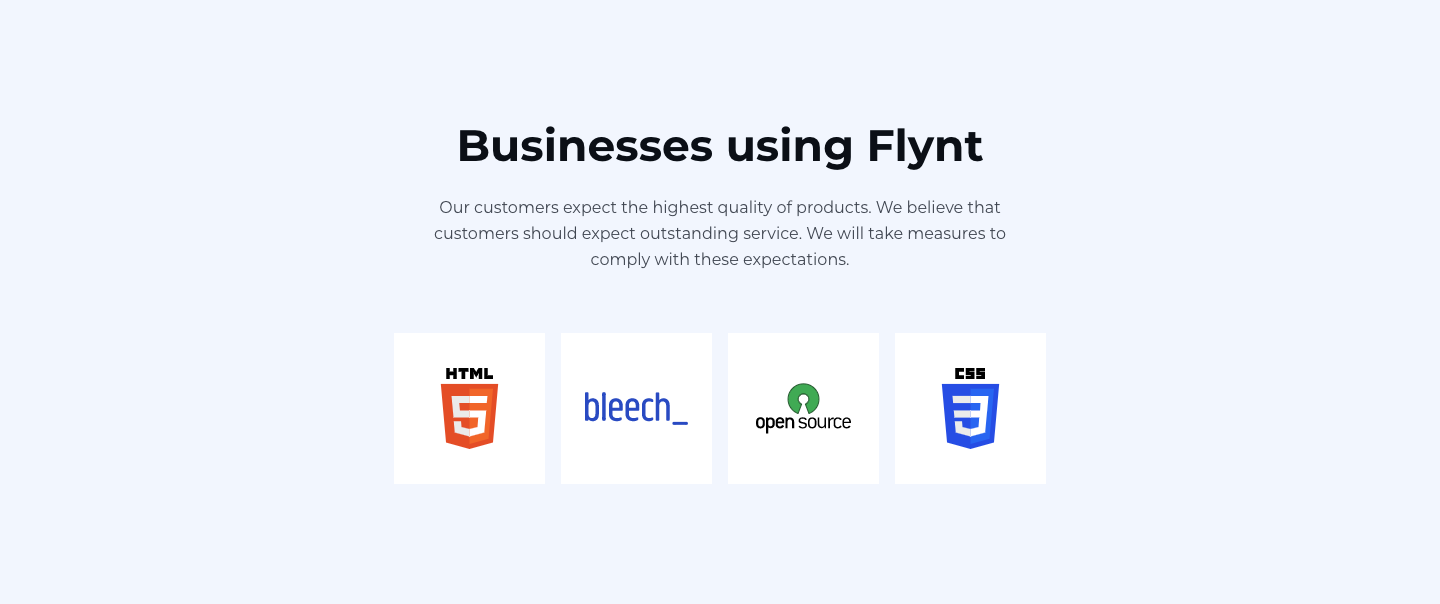 Businesses using Flynt
Our customers expect the highest quality of products. We believe that
customers should expect outstanding service. We will take measures to
comply with these expectations.
HTML
5
bleech_
open source
CSS
3